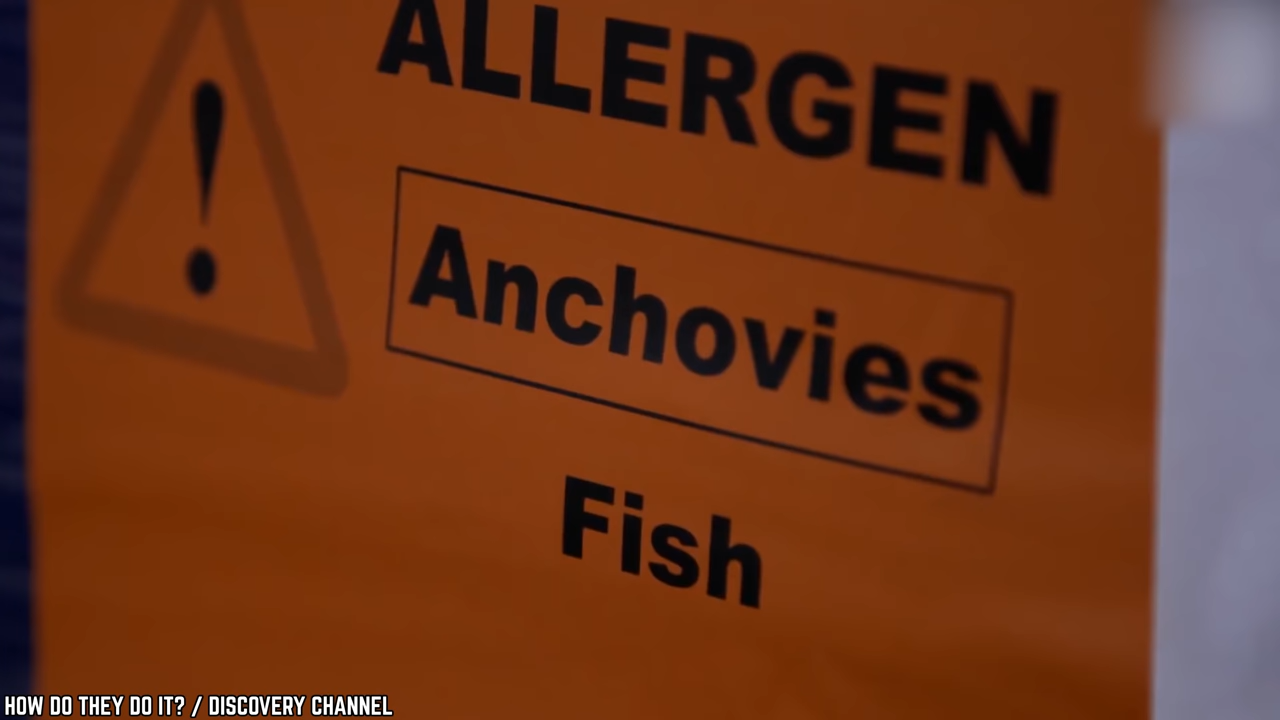 ALLERGEN
!
Anchovies
Fish
HOW DO THEY DO IT? / DISCOVERY CHANNEL